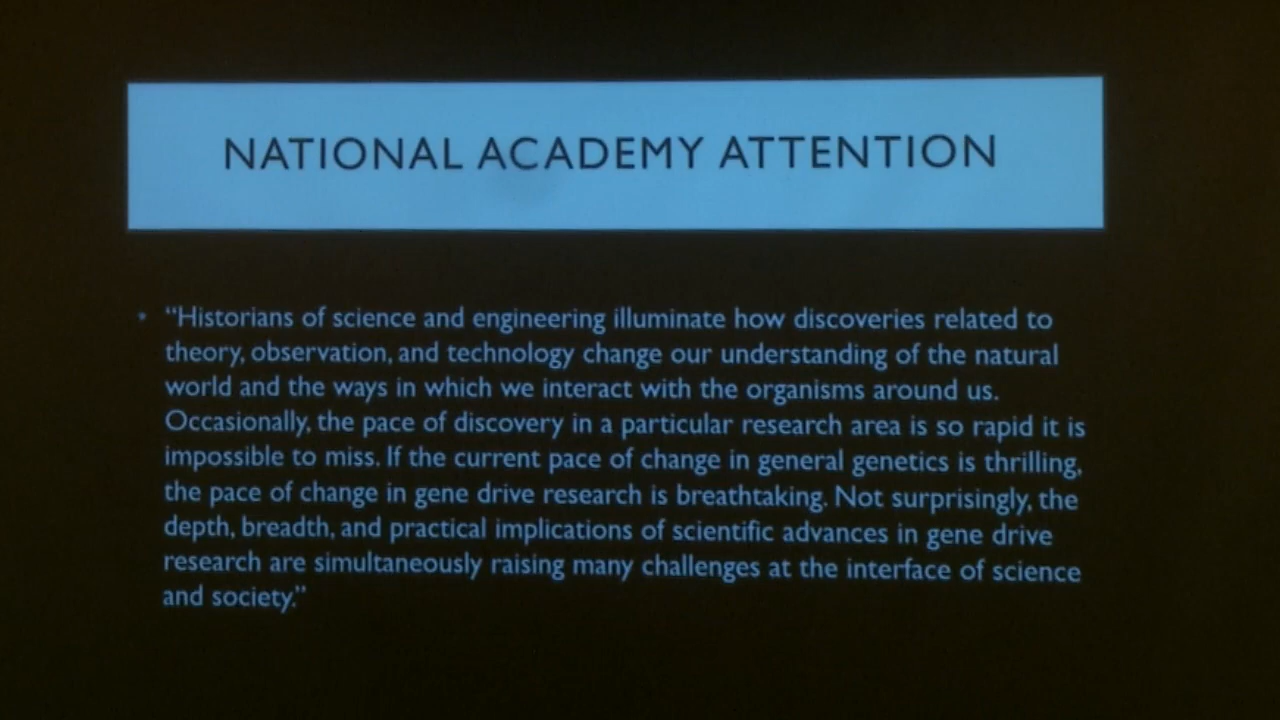 NATIONAL ACADEMY ATTENTION
• “Historians of science and engineering illuminate how discoveries related to
theory, observation, and technology change our understanding of the natural
world and the ways in which we interact with the organisms around us.
Occasionally, the pace of discovery in a particular research area is so rapid it is
impossible to miss. If the current pace of change in general genetics is thrilling,
the pace of change in gene drive research is breathtaking. Not surprisingly, the
depth, breadth, and practical implications of scientific advances in gene drive
research are simultaneously raising many challenges at the interface of science
and society.”